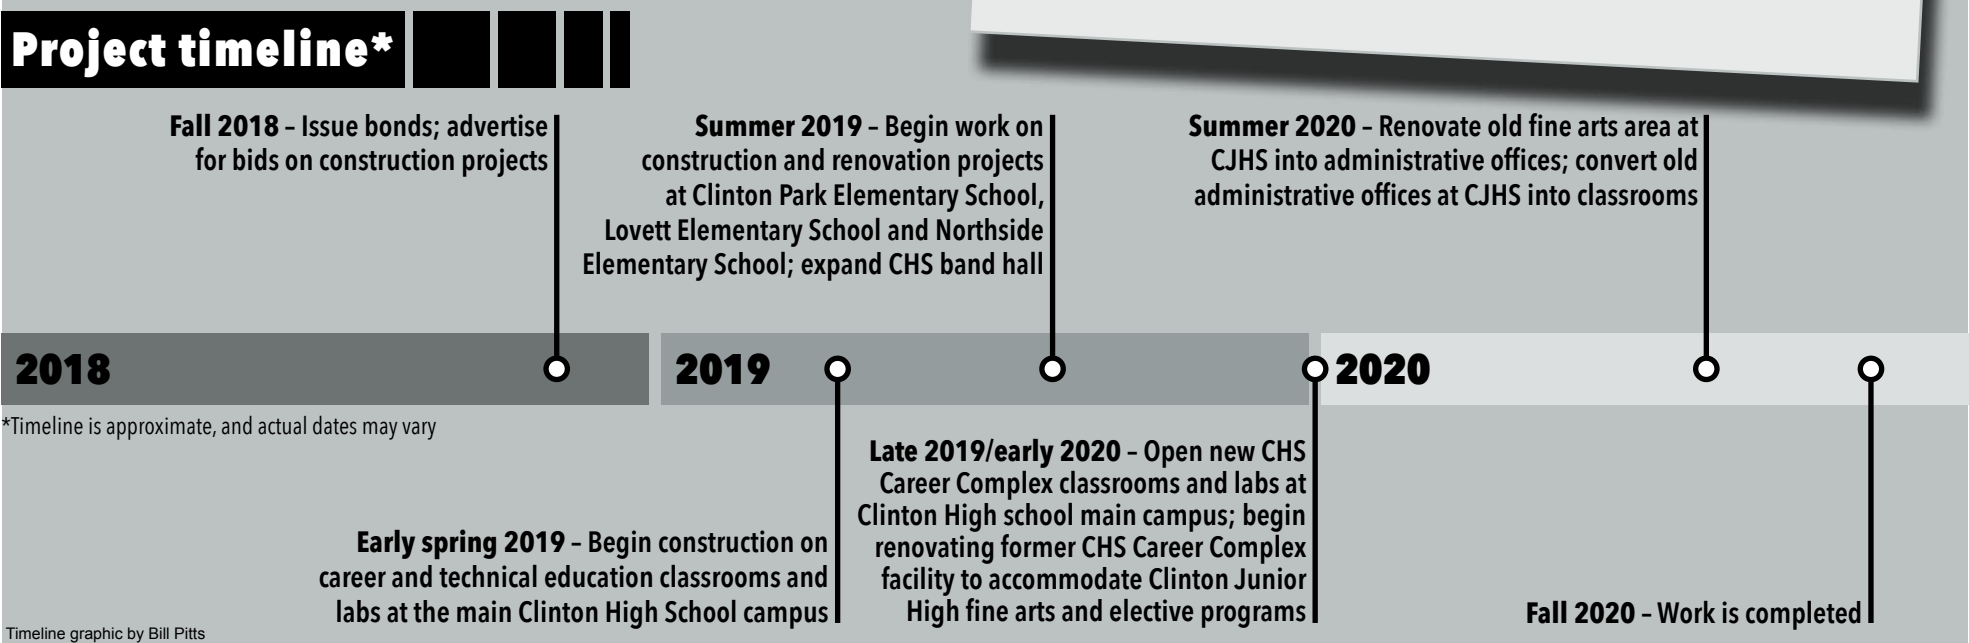 Project timeline*
Fall 2018 – Issue bonds; advertise
for bids on construction projects
Summer 2019 – Begin work on
construction and renovation projects
at Clinton Park Elementary School,
Lovett Elementary School and Northside
Elementary School; expand CHS band hall
Summer 2020 – Renovate old fine arts area at
CJHS into administrative offices; convert old
administrative offices at CJHS into classrooms
2018
2019
2020
*Timeline is approximate, and actual dates may vary
Early spring 2019 – Begin construction on
career and technical education classrooms and
labs at the main Clinton High School campus
Late 2019/early 2020 – Open new CHS
Career Complex classrooms and labs at
Clinton High school main campus; begin
renovating former CHS Career Complex
facility to accommodate Clinton Junior
High fine arts and elective programs
Fall 2020 – Work is completed
Timeline graphic by Bill Pitts